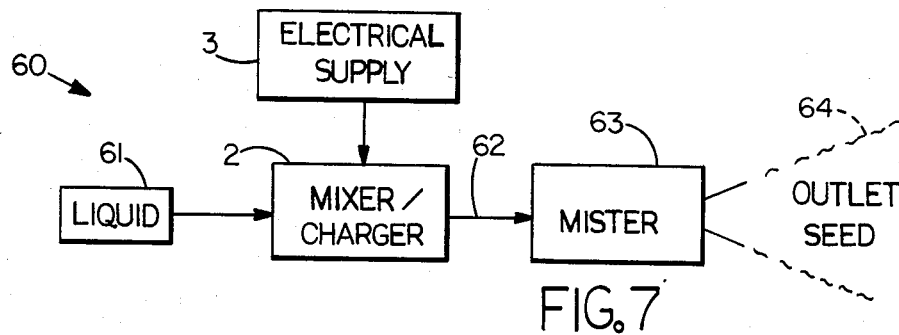 3
ELECTRICAL
SUPPLY
60
64
61
2
62
63
LIQUID
MIXER /
CHARGER
MISTER
OUTLET
SEED
FIG. 7